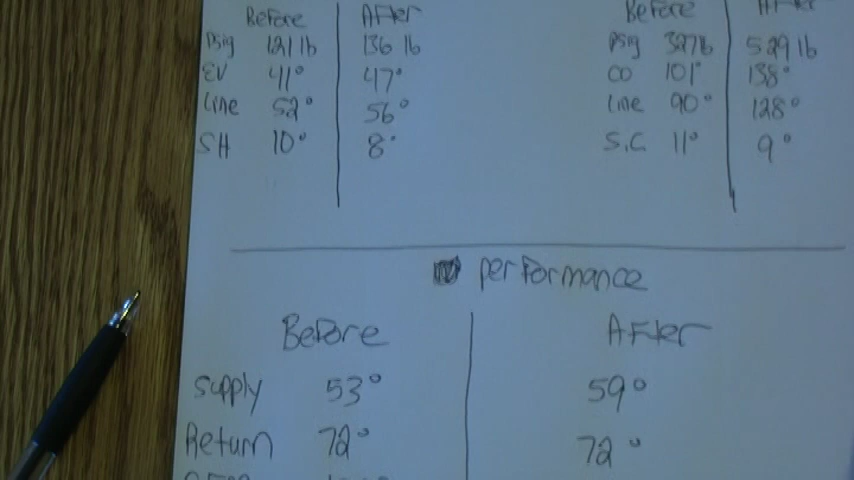 Before After Before After
Psig 121 lb 136 lb Psig 327 lb 529 lb
EV 41° 47° CO 101° 138°
Line 52° 56° Line 90° 128°
SH 10° 8° S.C 11° 9°
performance
Before After
Supply 53° 59°
Return 72° 72°